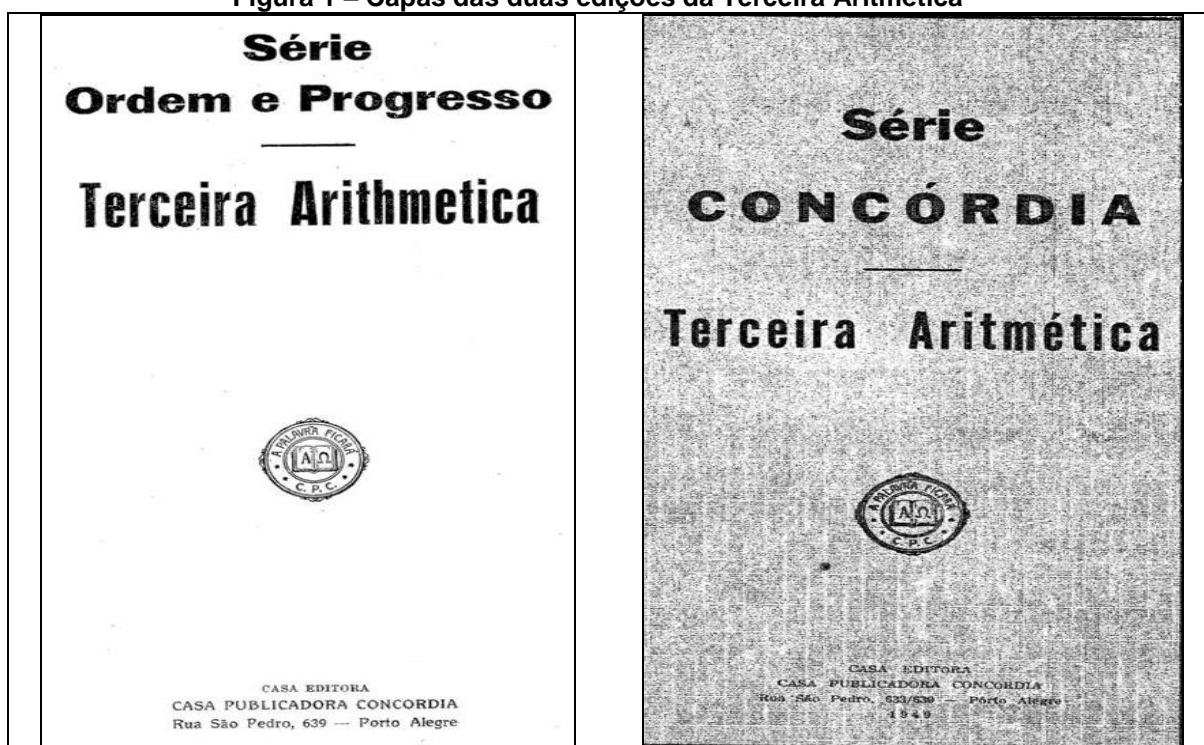 Figura 1 – Capas das duas edições da Terceira Aritmética
Série
Ordem e Progresso
Terceira Arithmetica
A PALAVRA FICARÁ
A Ω
C. P. C.
CASA EDITORA
CASA PUBLICADORA CONCORDIA
Rua São Pedro, 639 — Porto Alegre
Série
CONCÓRDIA
Terceira Aritmética
A PALAVRA FICARÁ
A Ω
C. P. C.
CASA EDITORA
CASA PUBLICADORA CONCORDIA
Rua São Pedro, 633/639 — Porto Alegre
1949